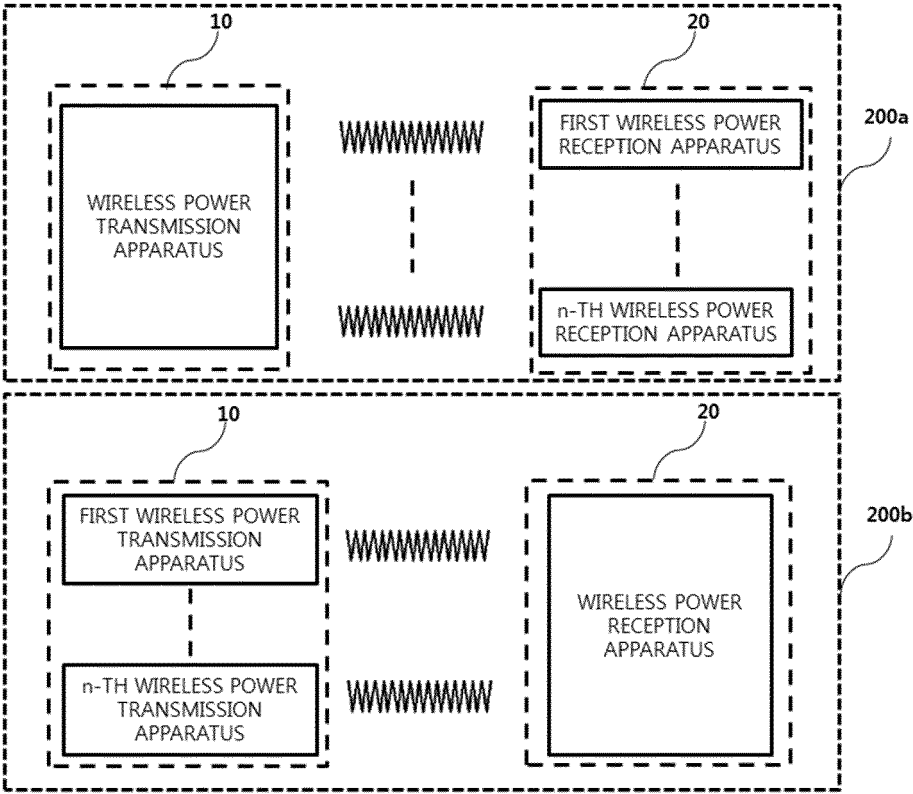 10
20
200a
FIRST WIRELESS POWER
RECEPTION APPARATUS
WIRELESS POWER
TRANSMISSION
APPARATUS
n-TH WIRELESS POWER
RECEPTION APPARATUS
10
20
200b
FIRST WIRELESS POWER
TRANSMISSION
APPARATUS
WIRELESS POWER
RECEPTION
APPARATUS
n-TH WIRELESS POWER
TRANSMISSION
APPARATUS